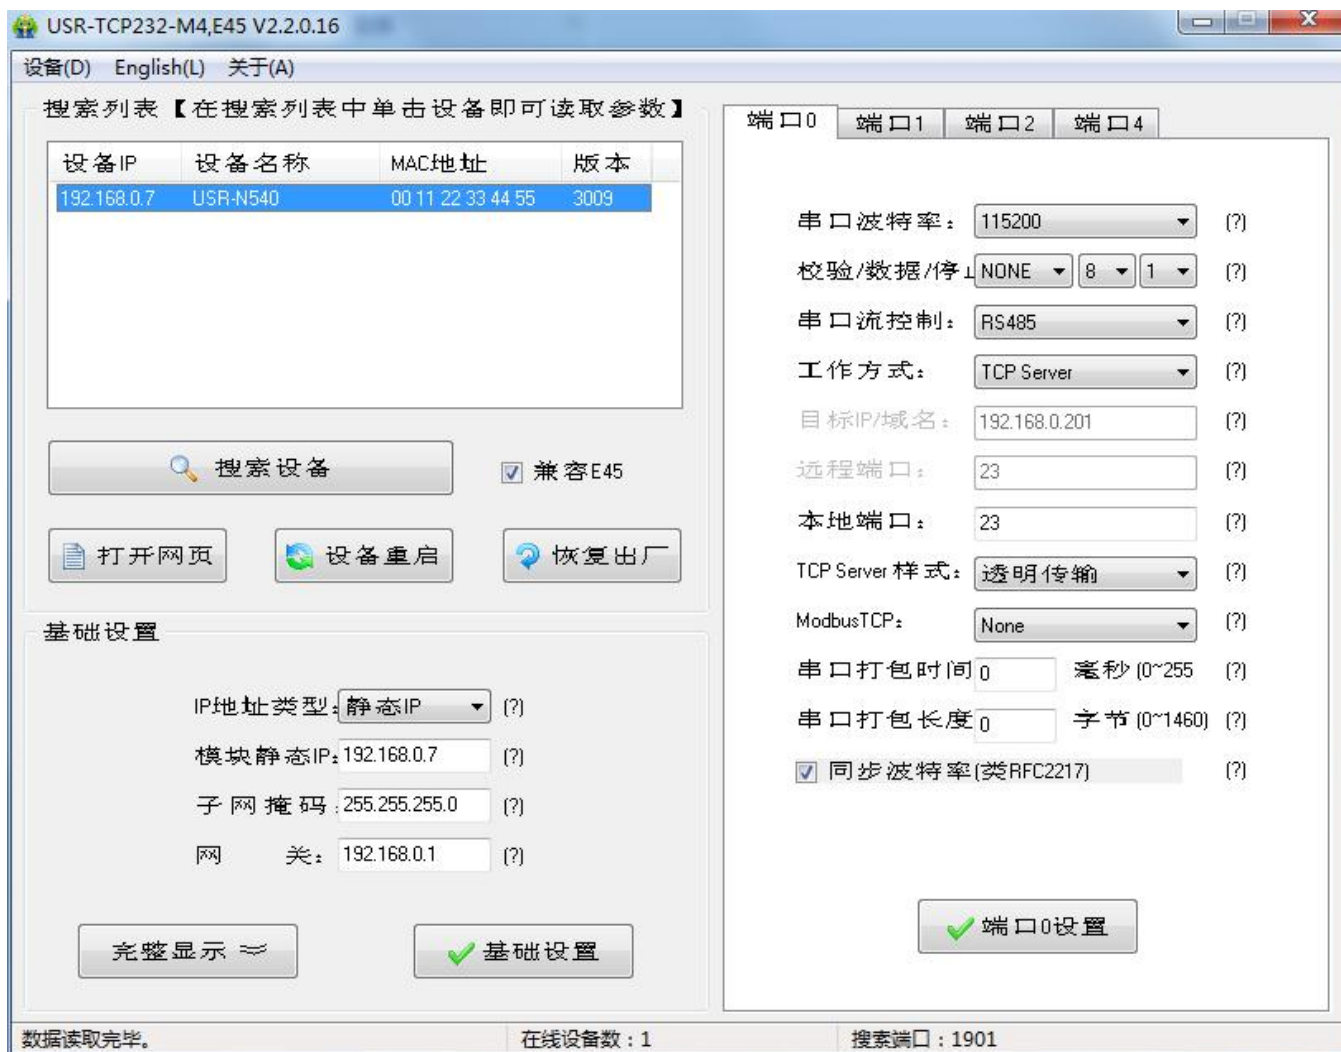 USR-TCP232-M4,E45 V2.2.0.16
设备(D) English(L) 关于(A)
搜索列表【在搜索列表中单击设备即可读取参数】
设备IP 设备名称 MAC地址 版本
192.168.0.7 USR-N540 00 11 22 33 44 55 3009
搜索设备 兼容E45
打开网页 设备重启 恢复出厂
基础设置
IP地址类型: 静态IP (?)
模块静态IP: 192.168.0.7 (?)
子网掩码: 255.255.255.0 (?)
网 关: 192.168.0.1 (?)
完整显示 基础设置
端口0 端口1 端口2 端口4
串口波特率: 115200 (?)
校验/数据/停 NONE 8 1 (?)
串口流控制: RS485 (?)
工作方式: TCP Server (?)
目标IP/域名: 192.168.0.201 (?)
远程端口: 23 (?)
本地端口: 23 (?)
TCP Server样式: 透明传输 (?)
ModbusTCP: None (?)
串口打包时间 0 毫秒(0~255 (?)
串口打包长度 0 字节(0~1460) (?)
同步波特率(类RFC2217) (?)
端口0设置
数据读取完毕。 在线设备数：1 搜索端口：1901